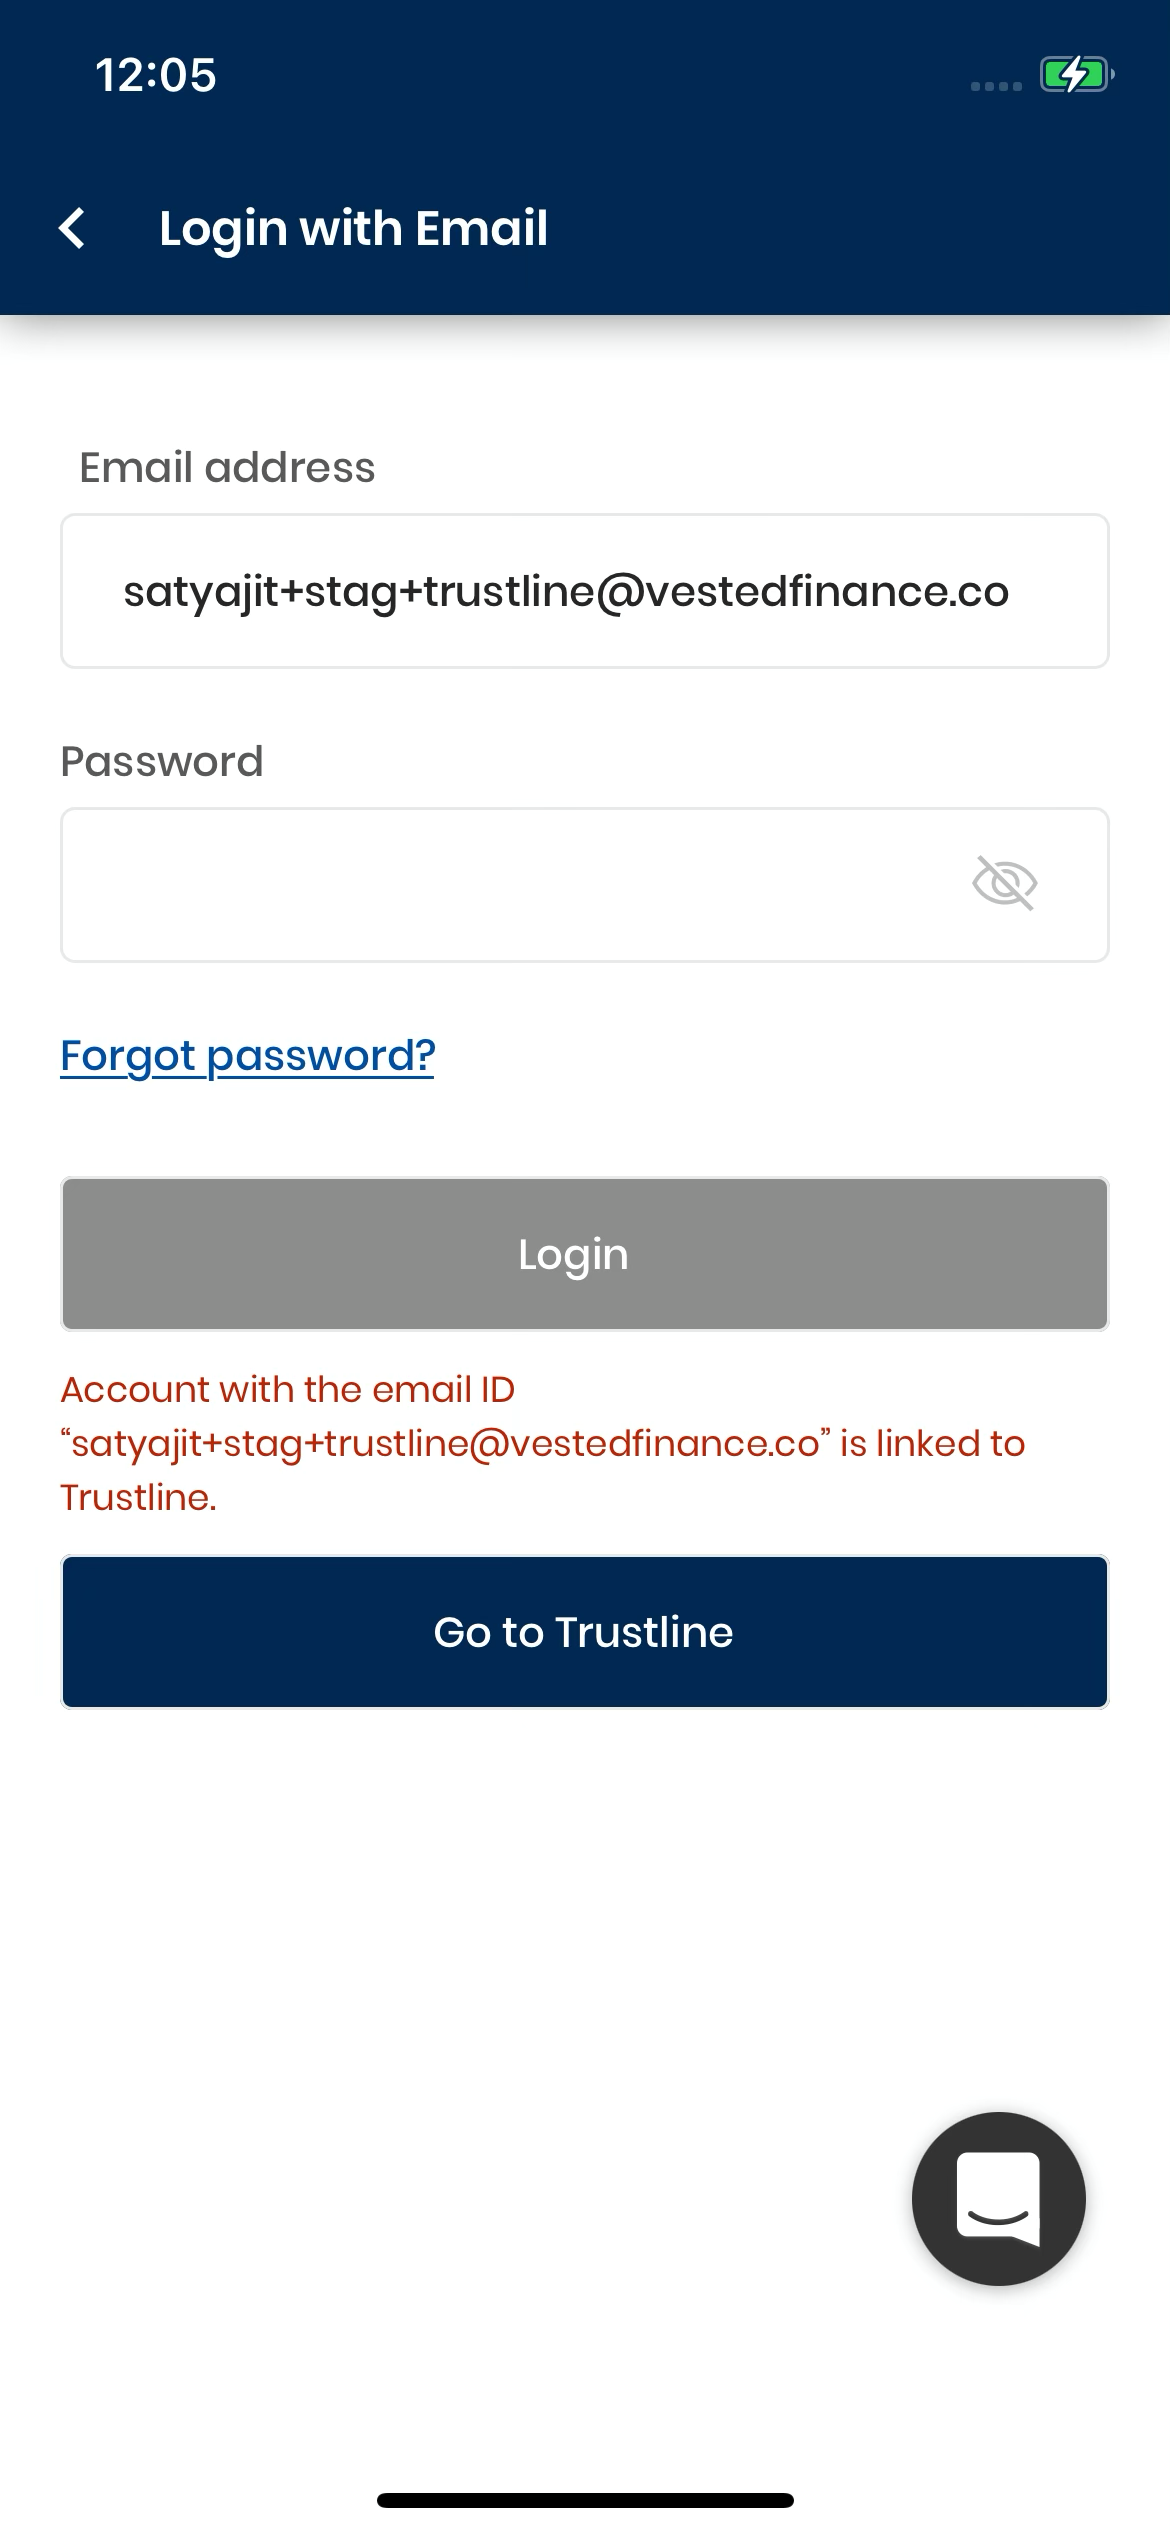 12:05
Login with Email
Email address
satyajit+stag+trustline@vestedfinance.co
Password
Forgot password?
Login
Account with the email ID
“satyajit+stag+trustline@vestedfinance.co” is linked to
Trustline.
Go to Trustline